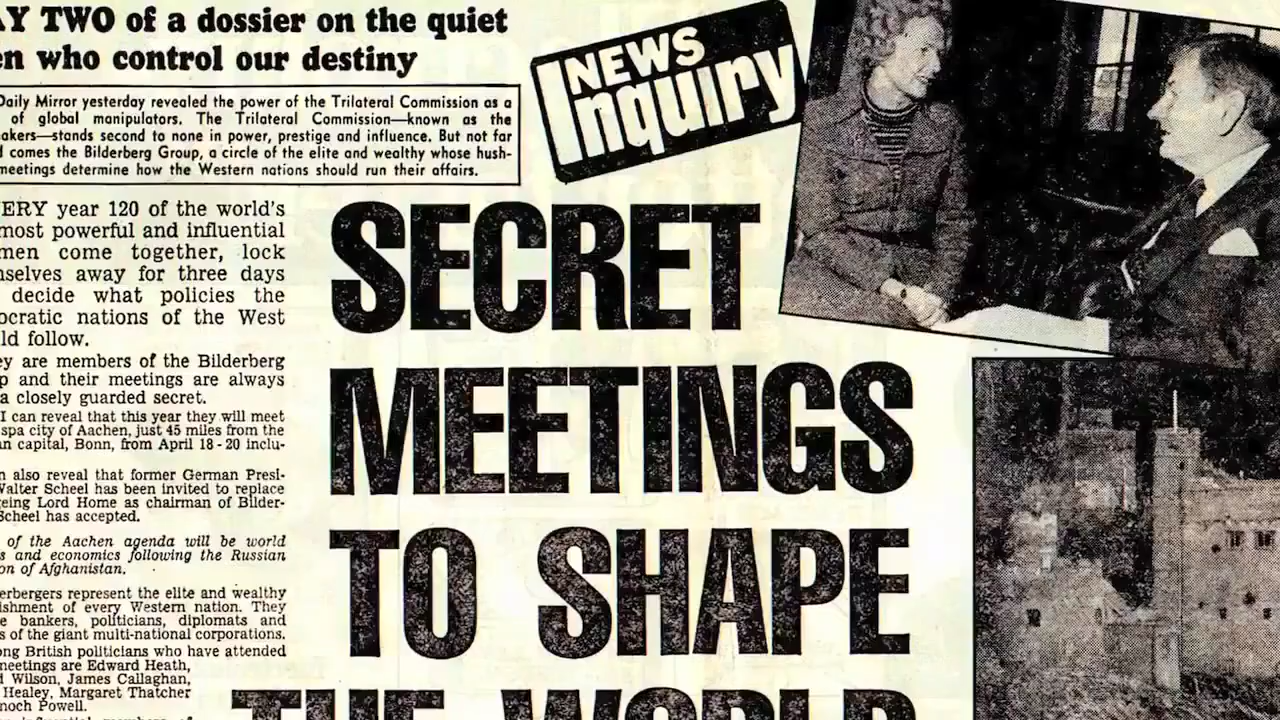 AY TWO of a dossier on the quiet
en who control our destiny
Daily Mirror yesterday revealed the power of the Trilateral Commission as a
of global manipulators. The Trilateral Commission—known as the
akers—stands second to none in power, prestige and influence. But not far
comes the Bilderberg Group, a circle of the elite and wealthy whose hush-
meetings determine how the Western nations should run their affairs.
NEWS
Inquiry
ERY year 120 of the world's
most powerful and influential
men come together, lock
nselves away for three days
decide what policies the
ocratic nations of the West
ld follow.
ey are members of the Bilderberg
p and their meetings are always
a closely guarded secret.
I can reveal that this year they will meet
spa city of Aachen, just 45 miles from the
an capital, Bonn, from April 18 - 20 inclu-
n also reveal that former German Presi-
Walter Scheel has been invited to replace
geing Lord Home as chairman of Bilder-
Scheel has accepted.
of the Aachen agenda will be world
s and economics following the Russian
on of Afghanistan.
erbergers represent the elite and wealthy
ishment of every Western nation. They
e bankers, politicians, diplomats and
s of the giant multi-national corporations.
ong British politicians who have attended
meetings are Edward Heath,
d Wilson, James Callaghan,
Healey, Margaret Thatcher
noch Powell.
SECRET
MEETINGS
TO SHAPE
THE WORLD